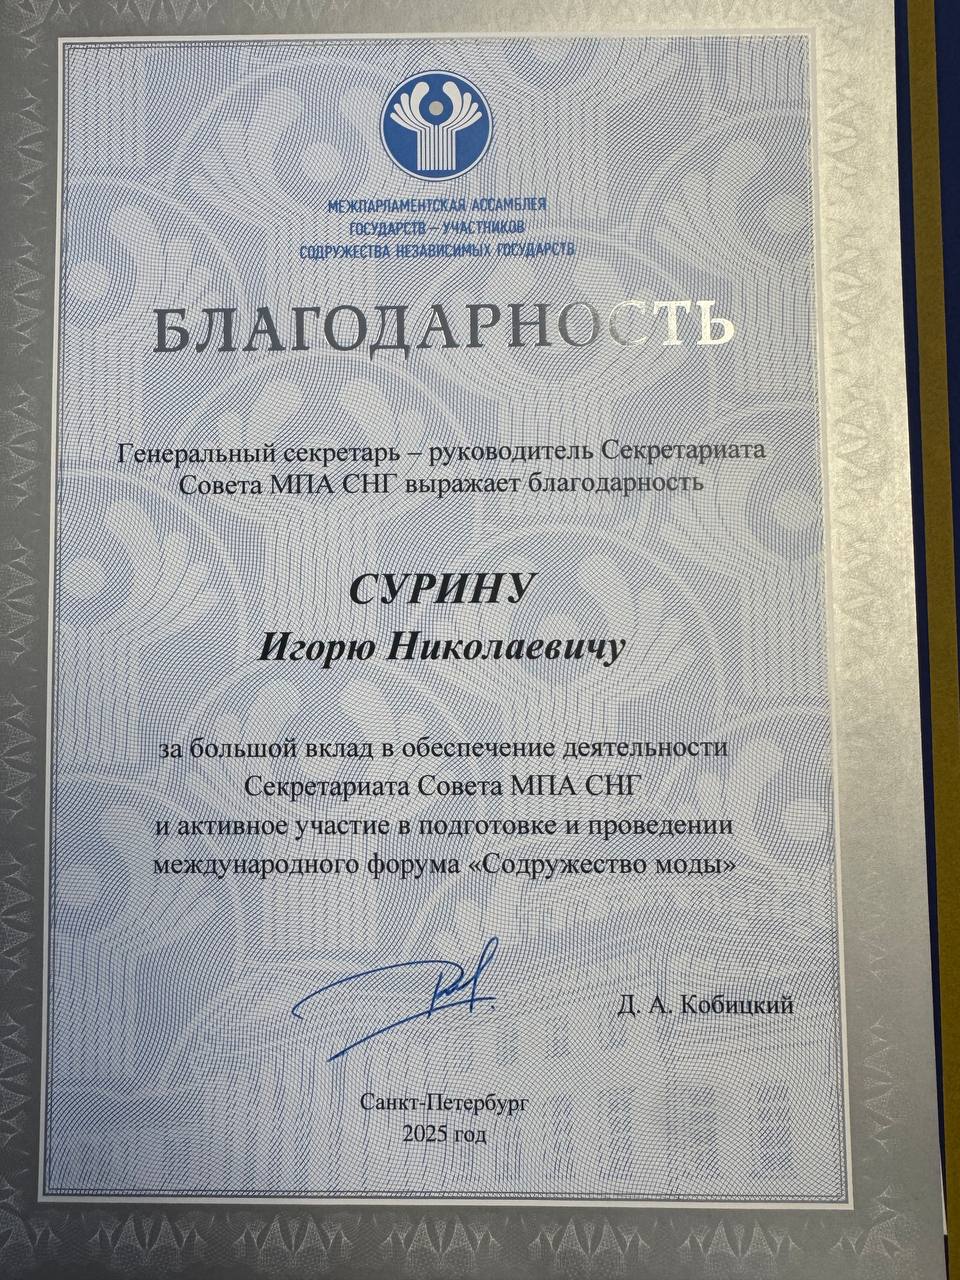 МЕЖПАРЛАМЕНТСКАЯ АССАМБЛЕЯ
ГОСУДАРСТВ – УЧАСТНИКОВ
СОДРУЖЕСТВА НЕЗАВИСИМЫХ ГОСУДАРСТВ
БЛАГОДАРНОСТЬ
Генеральный секретарь – руководитель Секретариата
Совета МПА СНГ выражает благодарность
СУРИНУ
Игорю Николаевичу
за большой вклад в обеспечение деятельности
Секретариата Совета МПА СНГ
и активное участие в подготовке и проведении
международного форума «Содружество моды»
Д. А. Кобицкий
Санкт-Петербург
2025 год